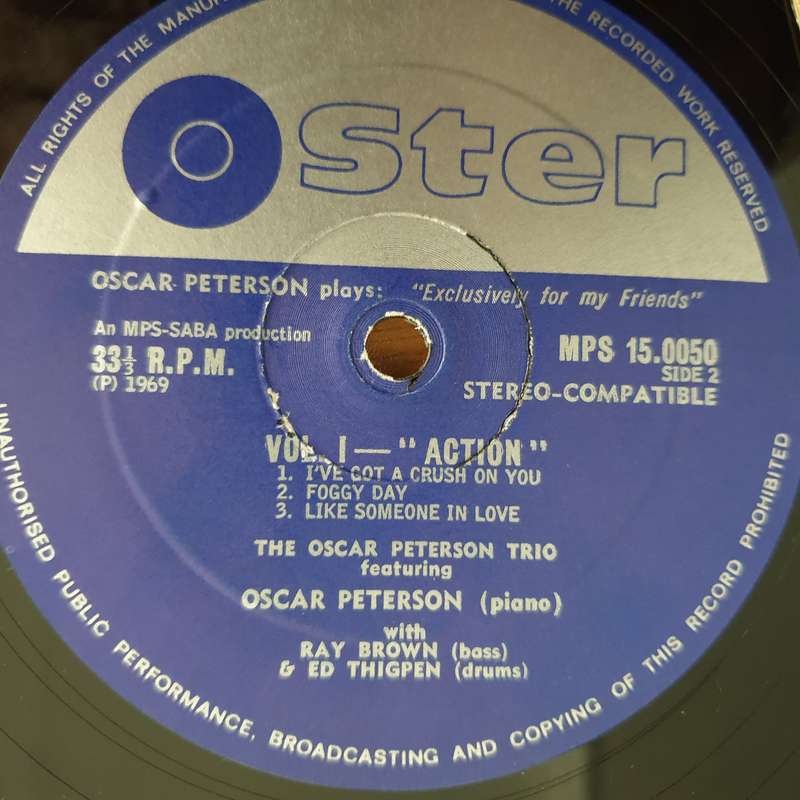 ALL RIGHTS OF THE MANUF
THE RECORDED WORK RESERVED
Oster
OSCAR PETERSON plays: "Exclusively for my Friends"
An MPS-SABA production
33⅓ R.P.M.
(P) 1969
MPS 15.0050
SIDE 2
STEREO-COMPATIBLE
VOL. I — "ACTION"
1. I'VE GOT A CRUSH ON YOU
2. FOGGY DAY
3. LIKE SOMEONE IN LOVE
THE OSCAR PETERSON TRIO
featuring
OSCAR PETERSON (piano)
with
RAY BROWN (bass)
& ED THIGPEN (drums)
UNAUTHORISED PUBLIC PERFORMANCE, BROADCASTING AND COPYING OF THIS RECORD PROHIBITED